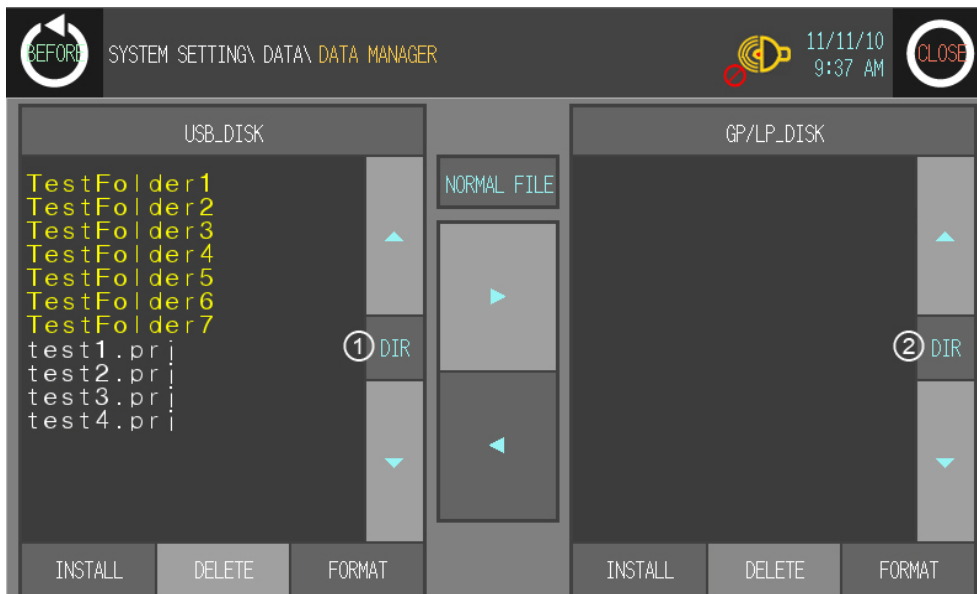 BEFORE
SYSTEM SETTING\ DATA\ DATA MANAGER
11/11/10
9:37 AM
CLOSE
USB_DISK
TestFolder1
TestFolder2
TestFolder3
TestFolder4
TestFolder5
TestFolder6
TestFolder7
test1.prj
test2.prj
test3.prj
test4.prj
① DIR
INSTALL
DELETE
FORMAT
NORMAL FILE
GP/LP_DISK
② DIR
INSTALL
DELETE
FORMAT